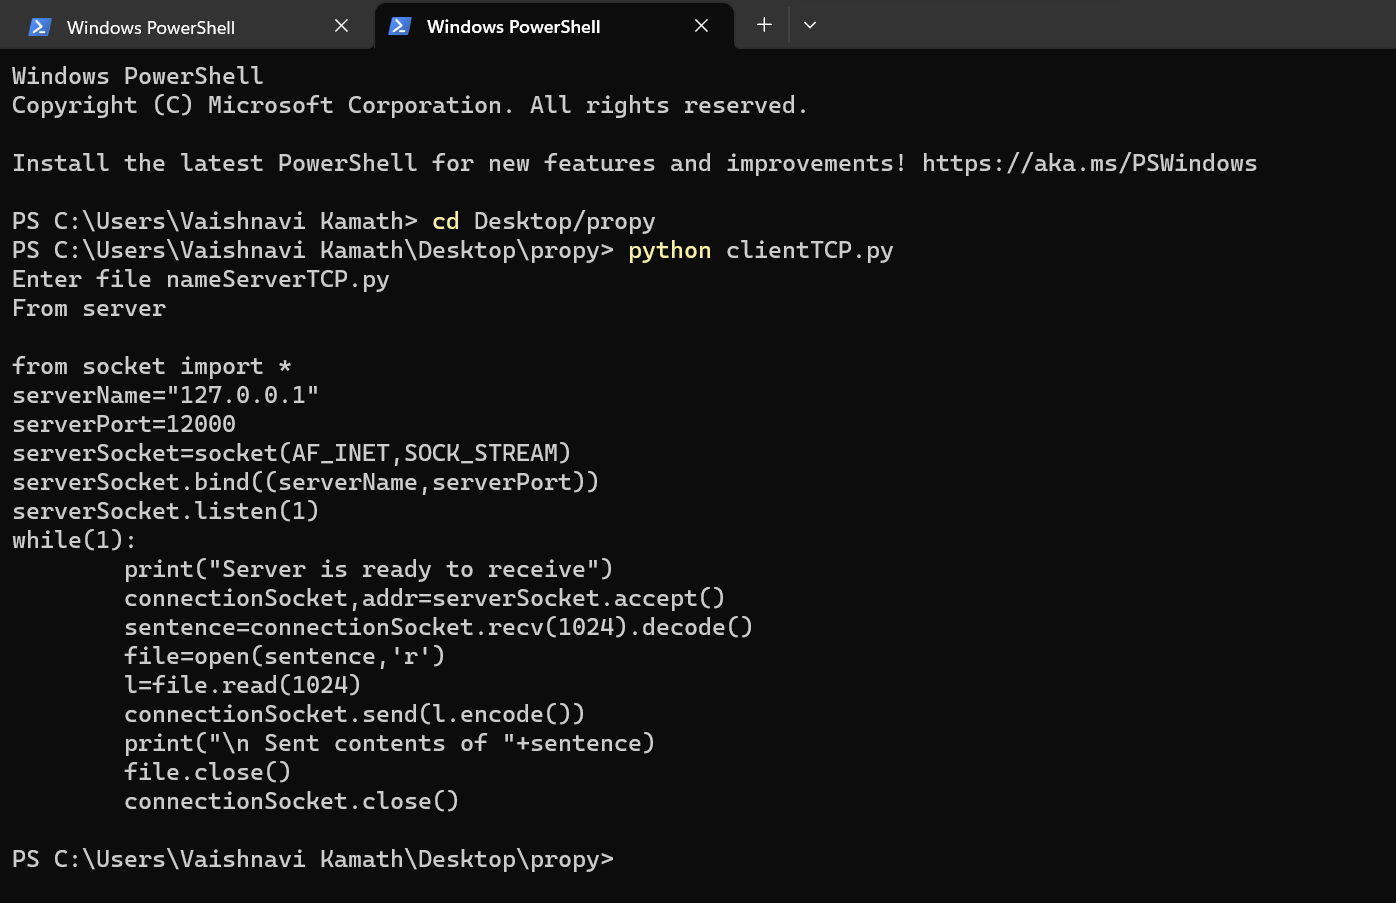 Windows PowerShell
Windows PowerShell
Windows PowerShell
Copyright (C) Microsoft Corporation. All rights reserved.
Install the latest PowerShell for new features and improvements! https://aka.ms/PSWindows
PS C:\Users\Vaishnavi Kamath> cd Desktop/propy
PS C:\Users\Vaishnavi Kamath\Desktop\propy> python clientTCP.py
Enter file nameServerTCP.py
From server
from socket import *
serverName="127.0.0.1"
serverPort=12000
serverSocket=socket(AF_INET,SOCK_STREAM)
serverSocket.bind((serverName,serverPort))
serverSocket.listen(1)
while(1):
        print("Server is ready to receive")
        connectionSocket,addr=serverSocket.accept()
        sentence=connectionSocket.recv(1024).decode()
        file=open(sentence,'r')
        l=file.read(1024)
        connectionSocket.send(l.encode())
        print("\n Sent contents of "+sentence)
        file.close()
        connectionSocket.close()
PS C:\Users\Vaishnavi Kamath\Desktop\propy>